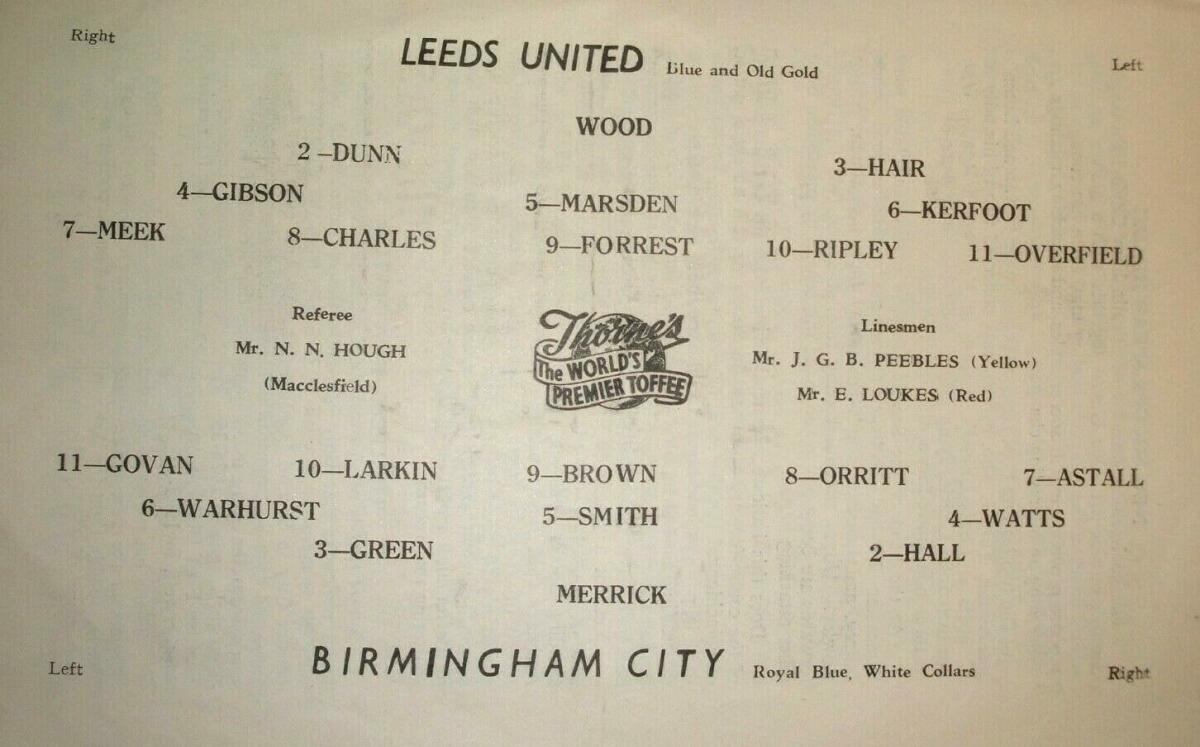 Right
LEEDS UNITED Blue and Old Gold
Left
WOOD
2 —DUNN
3—HAIR
4—GIBSON
5—MARSDEN
6—KERFOOT
7—MEEK
8—CHARLES
9—FORREST
10—RIPLEY
11—OVERFIELD
Referee
Mr. N. N. HOUGH
(Macclesfield)
Thorne's
The WORLD'S
PREMIER TOFFEE
Linesmen
Mr. J. G. B. PEEBLES (Yellow)
Mr. E. LOUKES (Red)
11—GOVAN
10—LARKIN
9—BROWN
8—ORRITT
7—ASTALL
6—WARHURST
5—SMITH
4—WATTS
3—GREEN
2—HALL
MERRICK
Left
BIRMINGHAM CITY Royal Blue, White Collars
Right